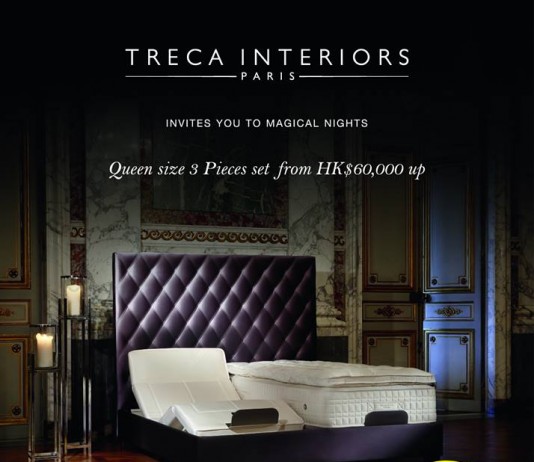 TRECA INTERIORS
PARIS
INVITES YOU TO MAGICAL NIGHTS
Queen size 3 Pieces set from HK$60,000 up